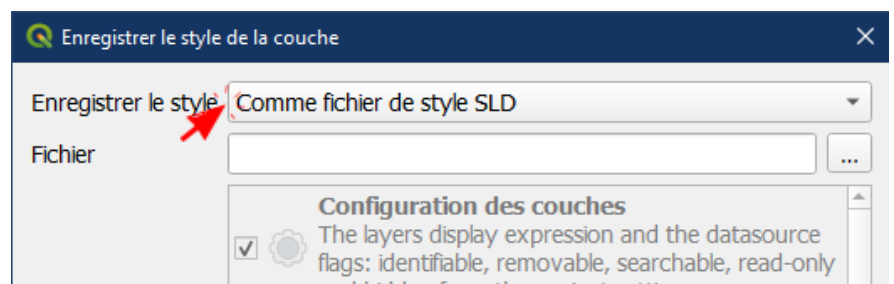 Enregistrer le style de la couche
Enregistrer le style Comme fichier de style SLD
Fichier ...
Configuration des couches
The layers display expression and the datasource
flags: identifiable, removable, searchable, read-only